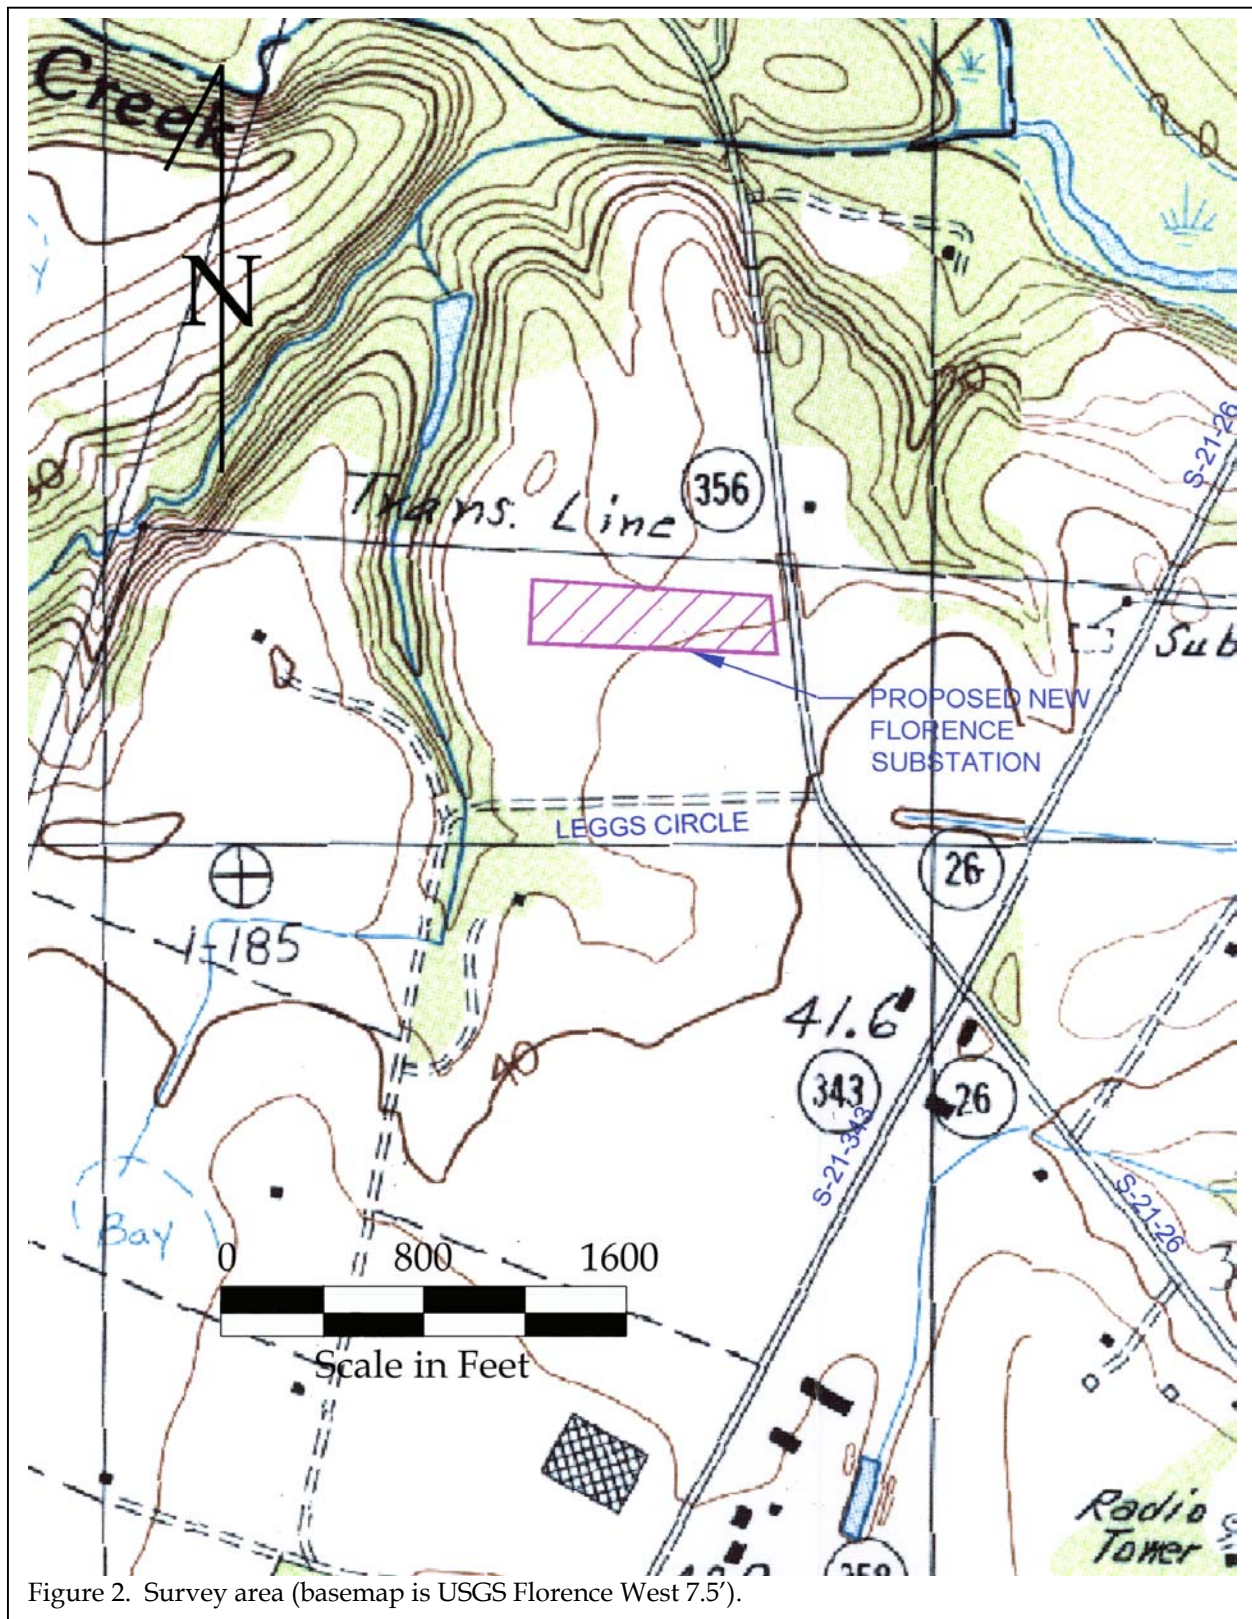 Creek
N
356
Trans. Line
S-21-26
Sub
PROPOSED NEW
FLORENCE
SUBSTATION
LEGGS CIRCLE
26
1-185
41.6
40
343
26
S-21-343
S-21-26
Bay
0 800 1600
Scale in Feet
Radio
Tower
Figure 2. Survey area (basemap is USGS Florence West 7.5′).